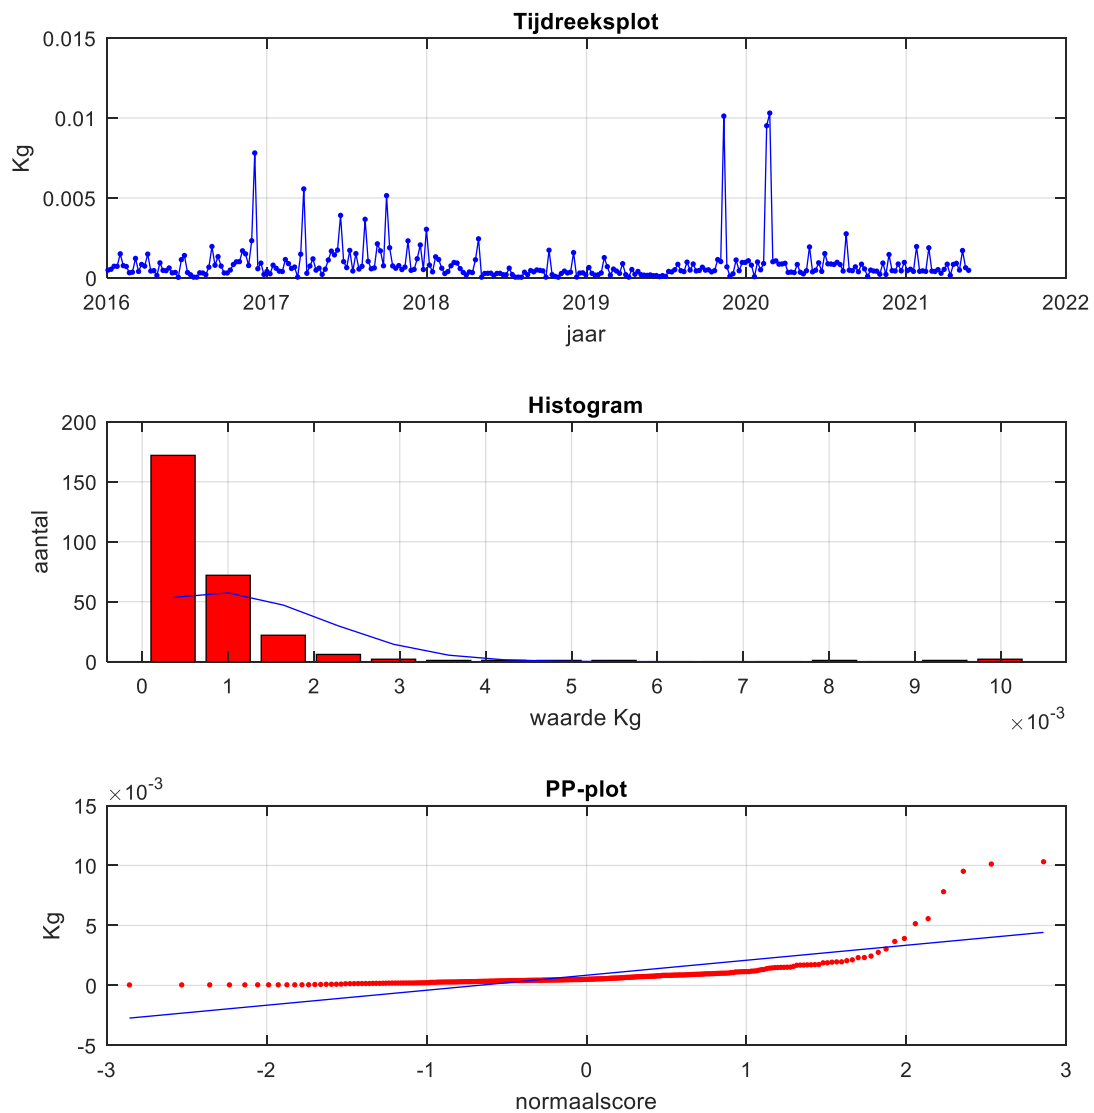 Tijdreeksplot
0.015
0.01
0.005
0
Kg
2016 2017 2018 2019 2020 2021 2022
jaar
Histogram
200
150
100
50
0
aantal
0 1 2 3 4 5 6 7 8 9 10
waarde Kg
×10-3
PP-plot
×10-3
15
10
5
0
-5
Kg
-3 -2 -1 0 1 2 3
normaalscore